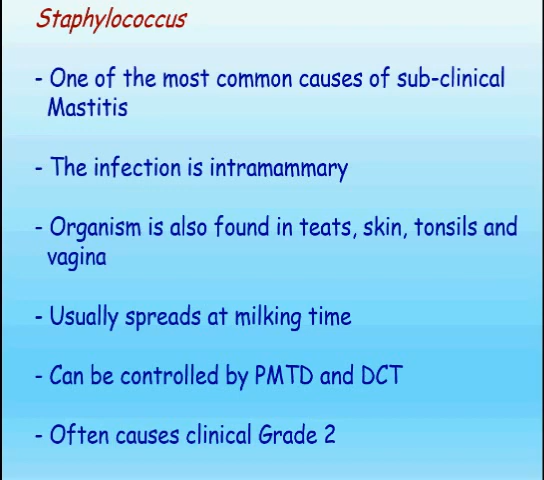 Staphylococcus
- One of the most common causes of sub-clinical
Mastitis
- The infection is intramammary
- Organism is also found in teats, skin, tonsils and
vagina
- Usually spreads at milking time
- Can be controlled by PMTD and DCT
- Often causes clinical Grade 2